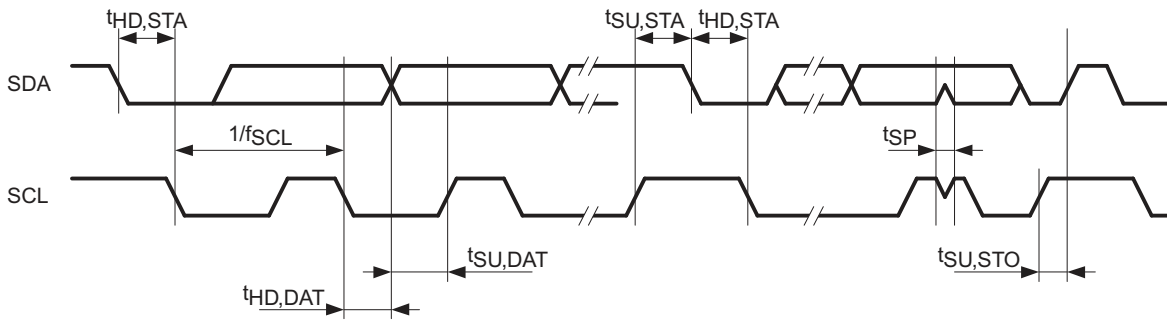 tHD,STA tSU,STA tHD,STA
SDA
1/fSCL tSP
SCL
tSU,DAT tSU,STO
tHD,DAT